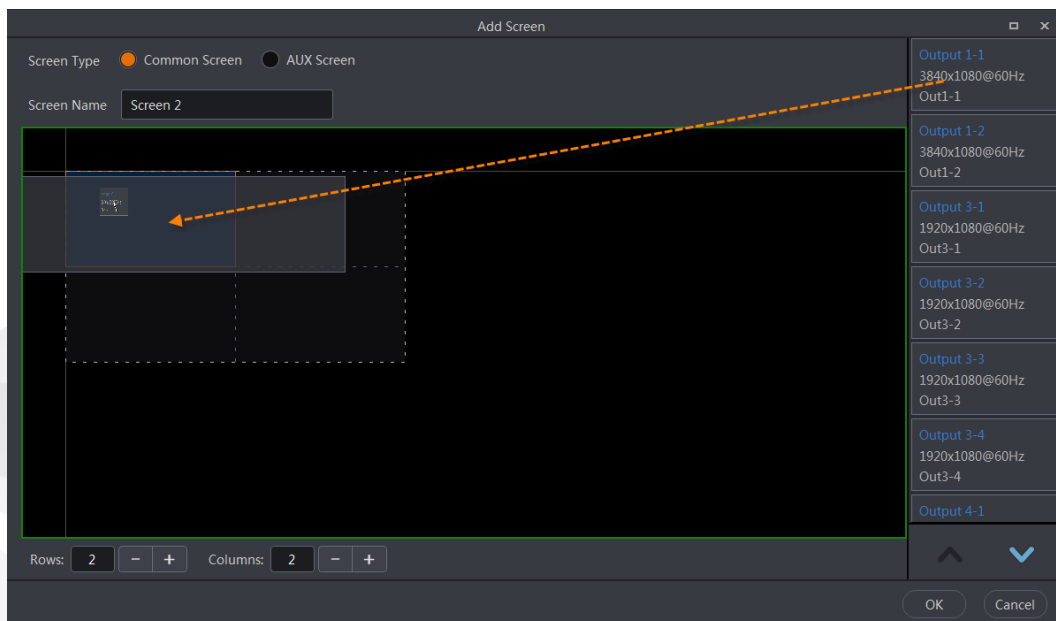 Add Screen
Screen Type Common Screen AUX Screen
Screen Name Screen 2
Output 1-1
3840x1080@60Hz
Out1-1
Output 1-2
3840x1080@60Hz
Out1-2
Output 3-1
1920x1080@60Hz
Out3-1
Output 3-2
1920x1080@60Hz
Out3-2
Output 3-3
1920x1080@60Hz
Out3-3
Output 3-4
1920x1080@60Hz
Out3-4
Output 4-1
Rows: 2 − + Columns: 2 − +
OK Cancel